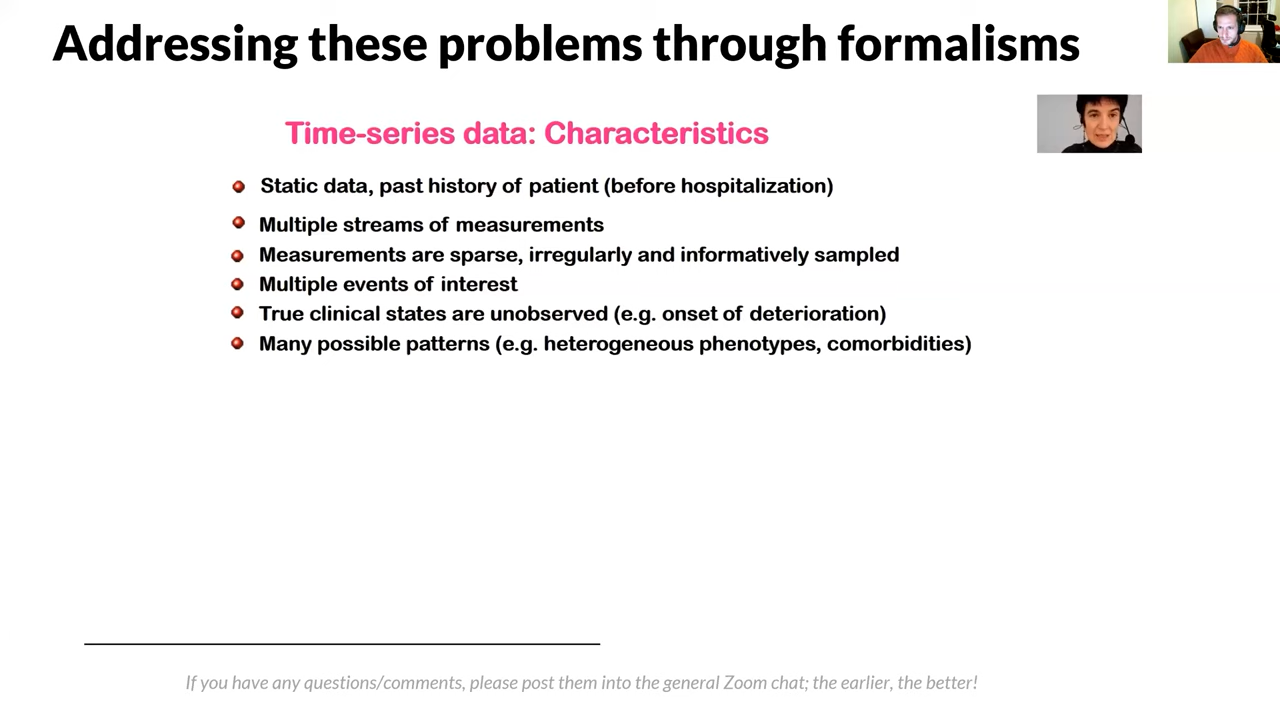 Addressing these problems through formalisms
Time-series data: Characteristics
Static data, past history of patient (before hospitalization)
Multiple streams of measurements
Measurements are sparse, irregularly and informatively sampled
Multiple events of interest
True clinical states are unobserved (e.g. onset of deterioration)
Many possible patterns (e.g. heterogeneous phenotypes, comorbidities)
If you have any questions/comments, please post them into the general Zoom chat; the earlier, the better!